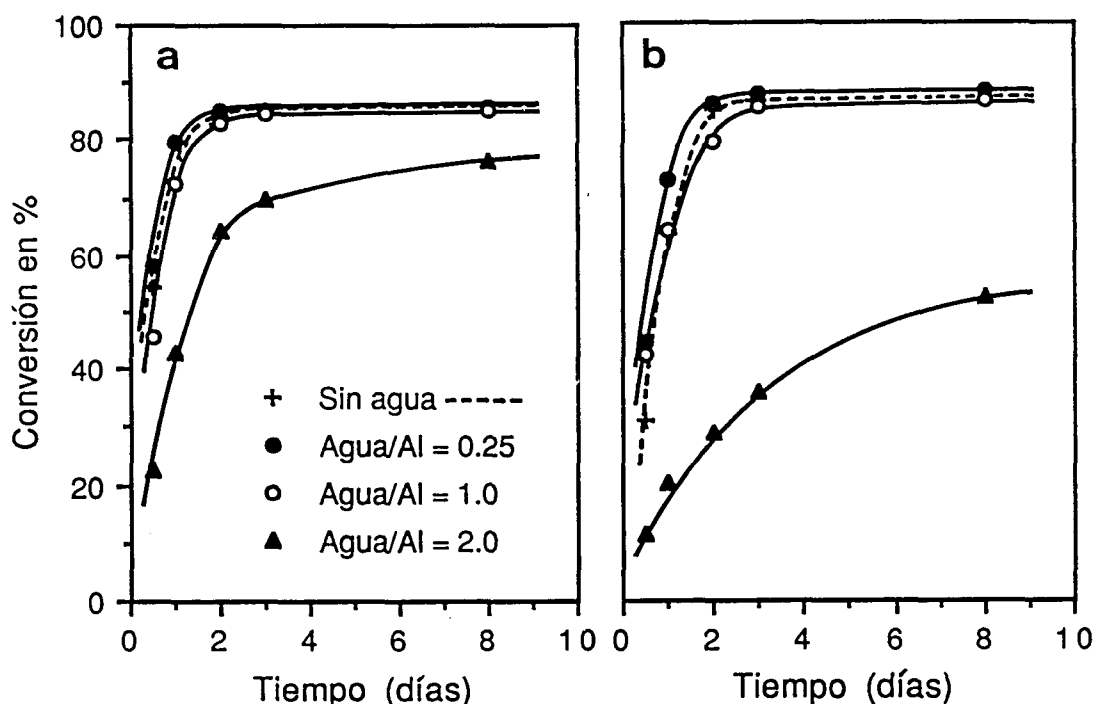 a
b
100
80
60
40
20
0
Conversión en %
+ Sin agua -----
● Agua/Al = 0.25
○ Agua/Al = 1.0
▲ Agua/Al = 2.0
0 2 4 6 8 10
Tiempo (días)
0 2 4 6 8 10
Tiempo (días)